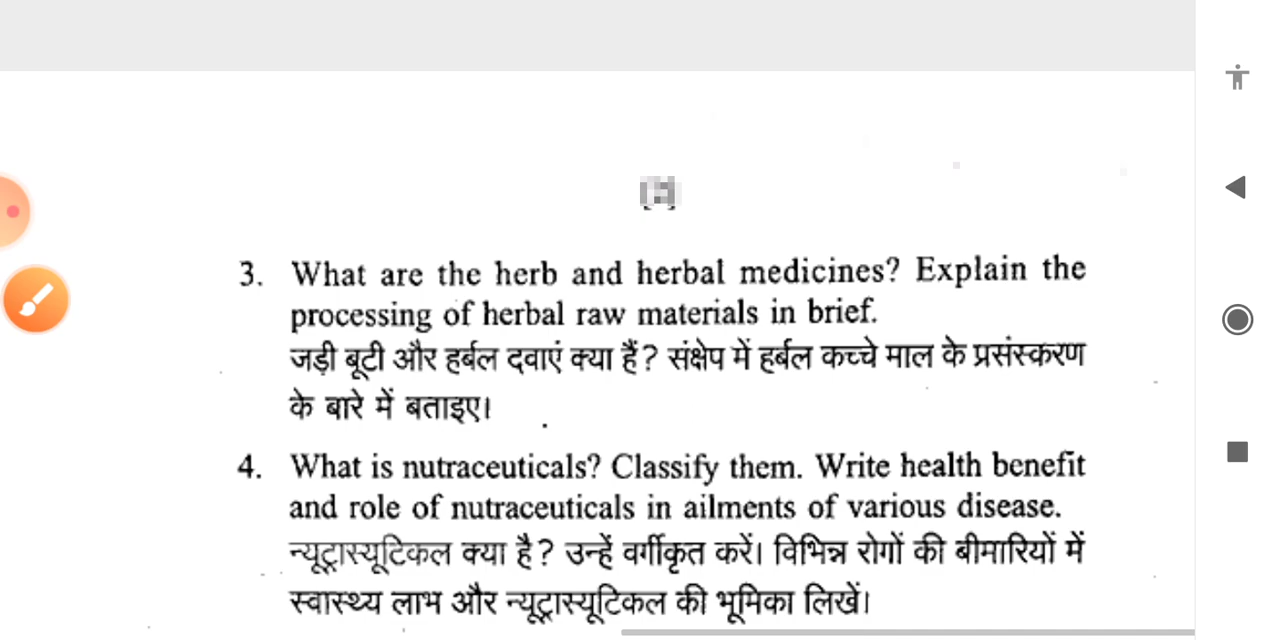 3. What are the herb and herbal medicines? Explain the
processing of herbal raw materials in brief.
जड़ी बूटी और हर्बल दवाएं क्या हैं? संक्षेप में हर्बल कच्चे माल के प्रसंस्करण
के बारे में बताइए।
4. What is nutraceuticals? Classify them. Write health benefit
and role of nutraceuticals in ailments of various disease.
न्यूट्रास्यूटिकल क्या है? उन्हें वर्गीकृत करें। विभिन्न रोगों की बीमारियों में
स्वास्थ्य लाभ और न्यूट्रास्यूटिकल की भूमिका लिखें।